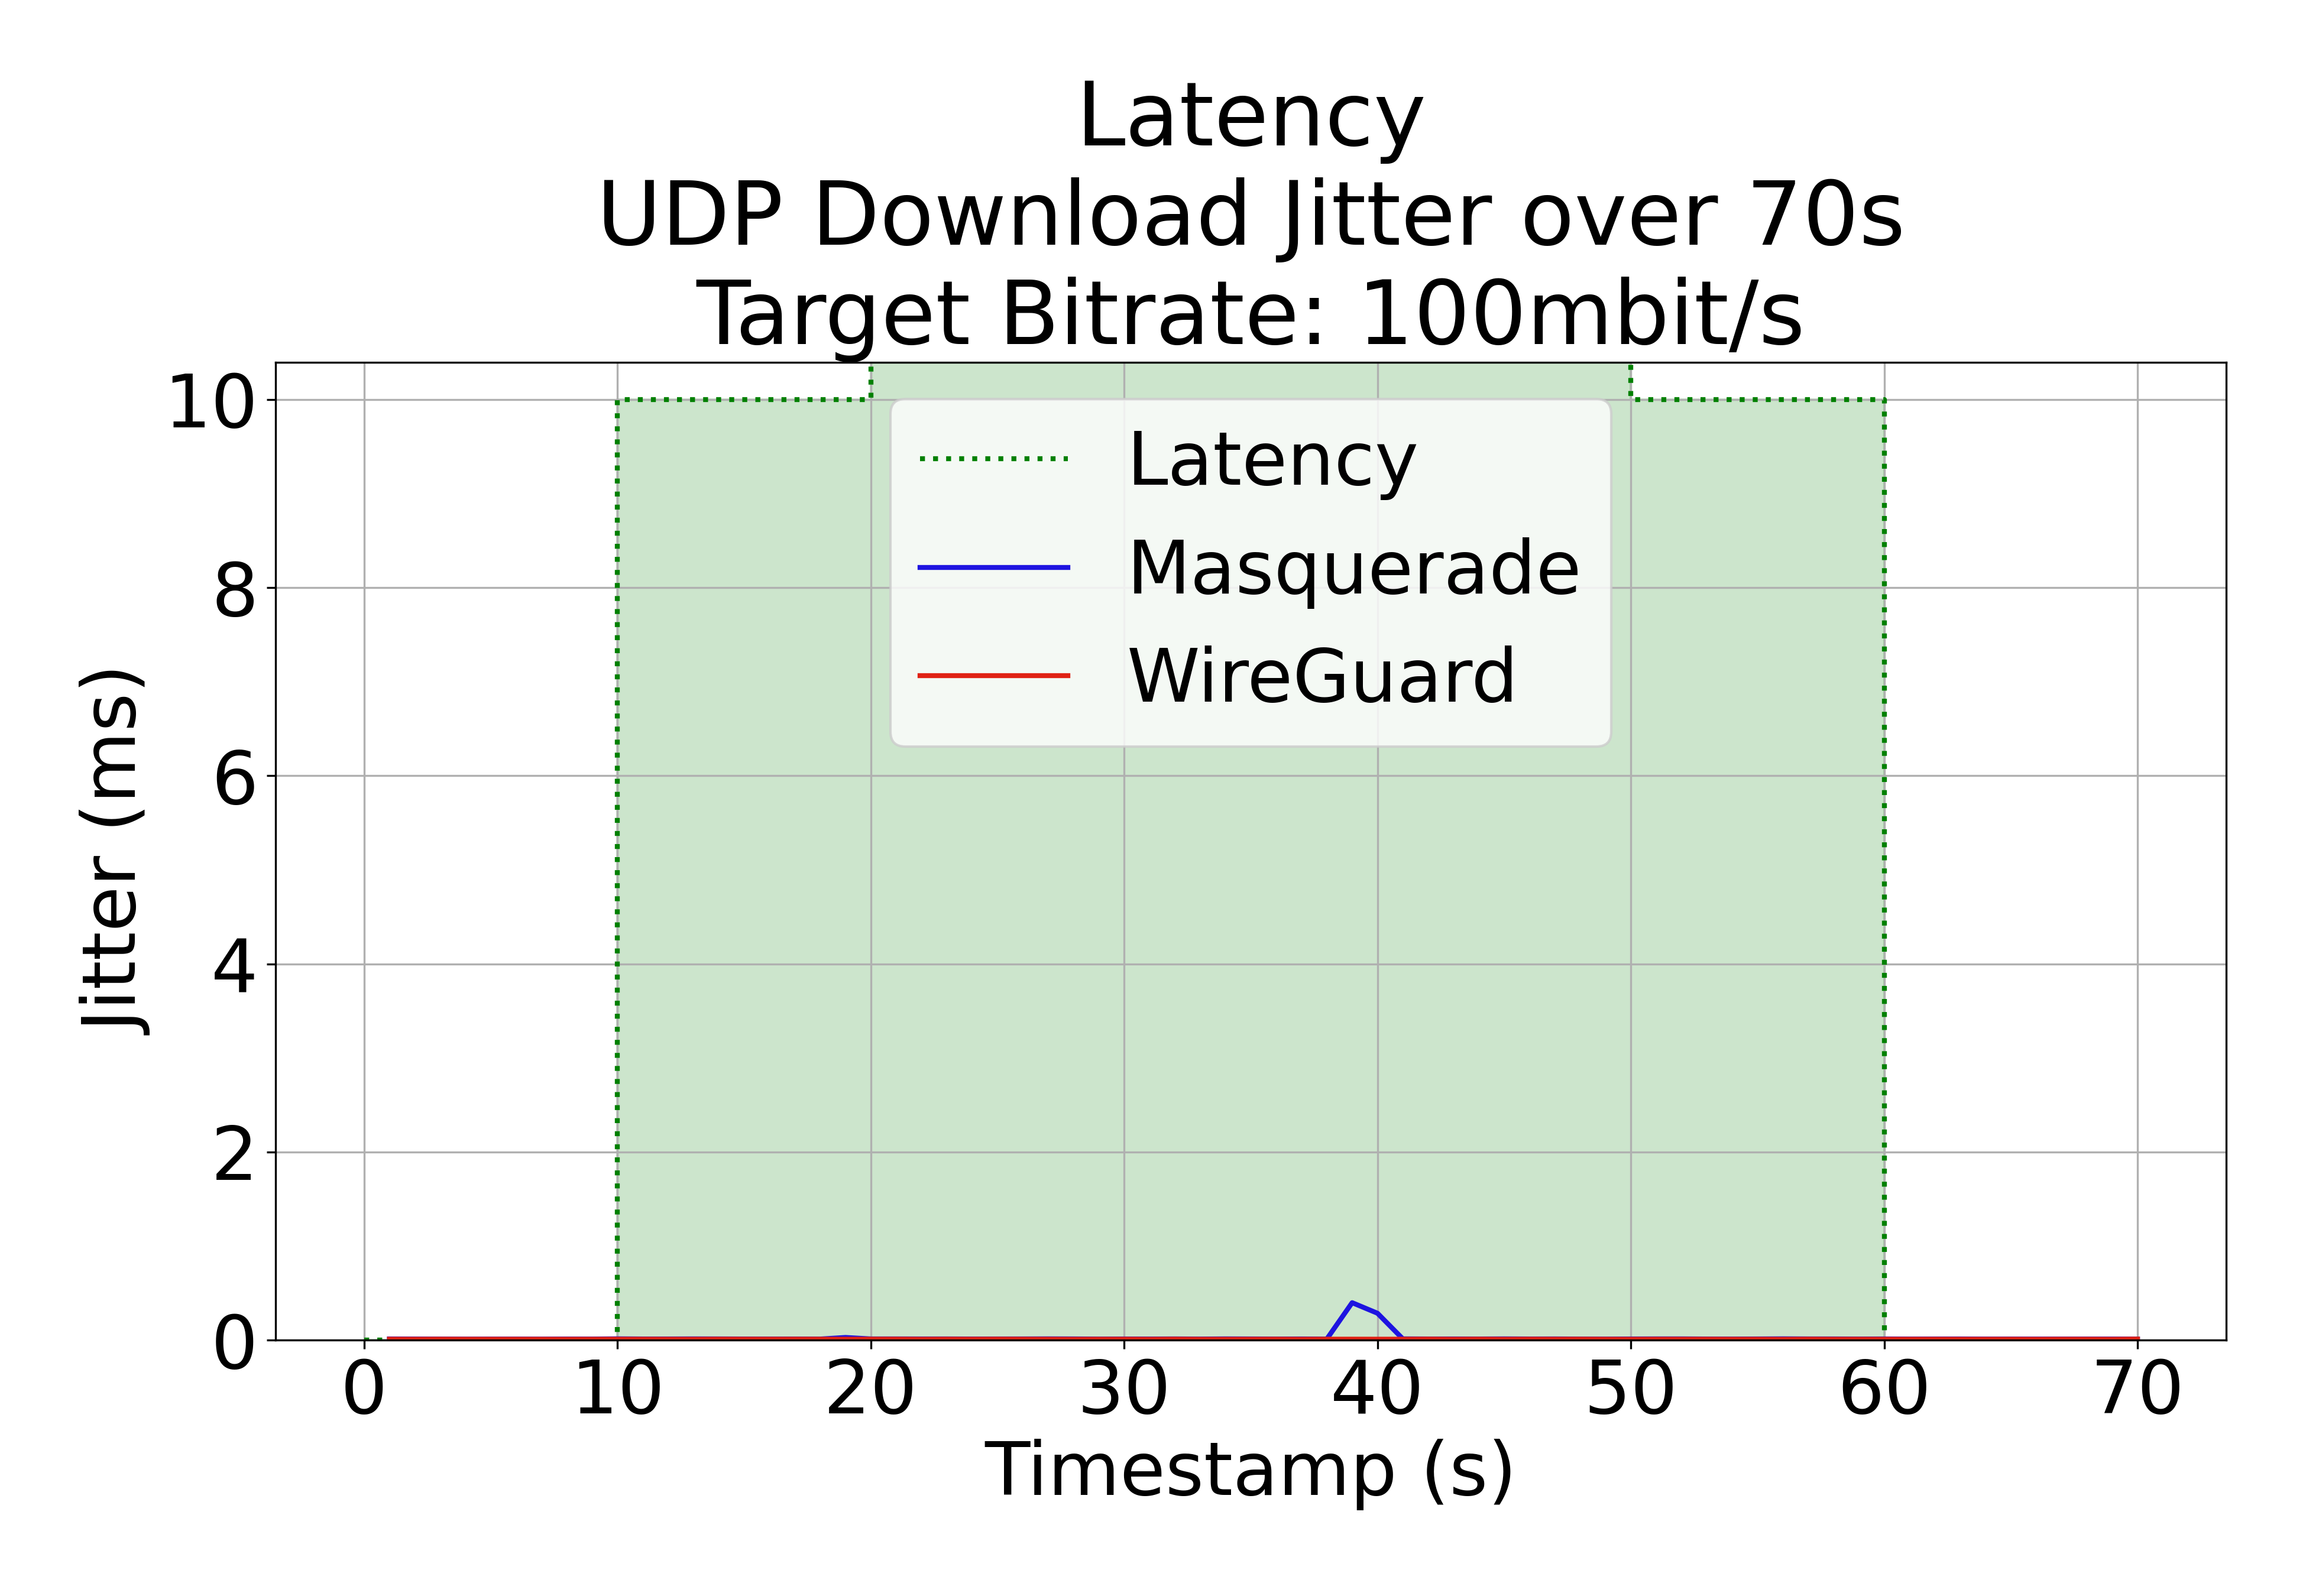 Latency
UDP Download Jitter over 70s
Target Bitrate: 100mbit/s
10
8
6
4
2
0
Jitter (ms)
Latency
Masquerade
WireGuard
0 10 20 30 40 50 60 70
Timestamp (s)